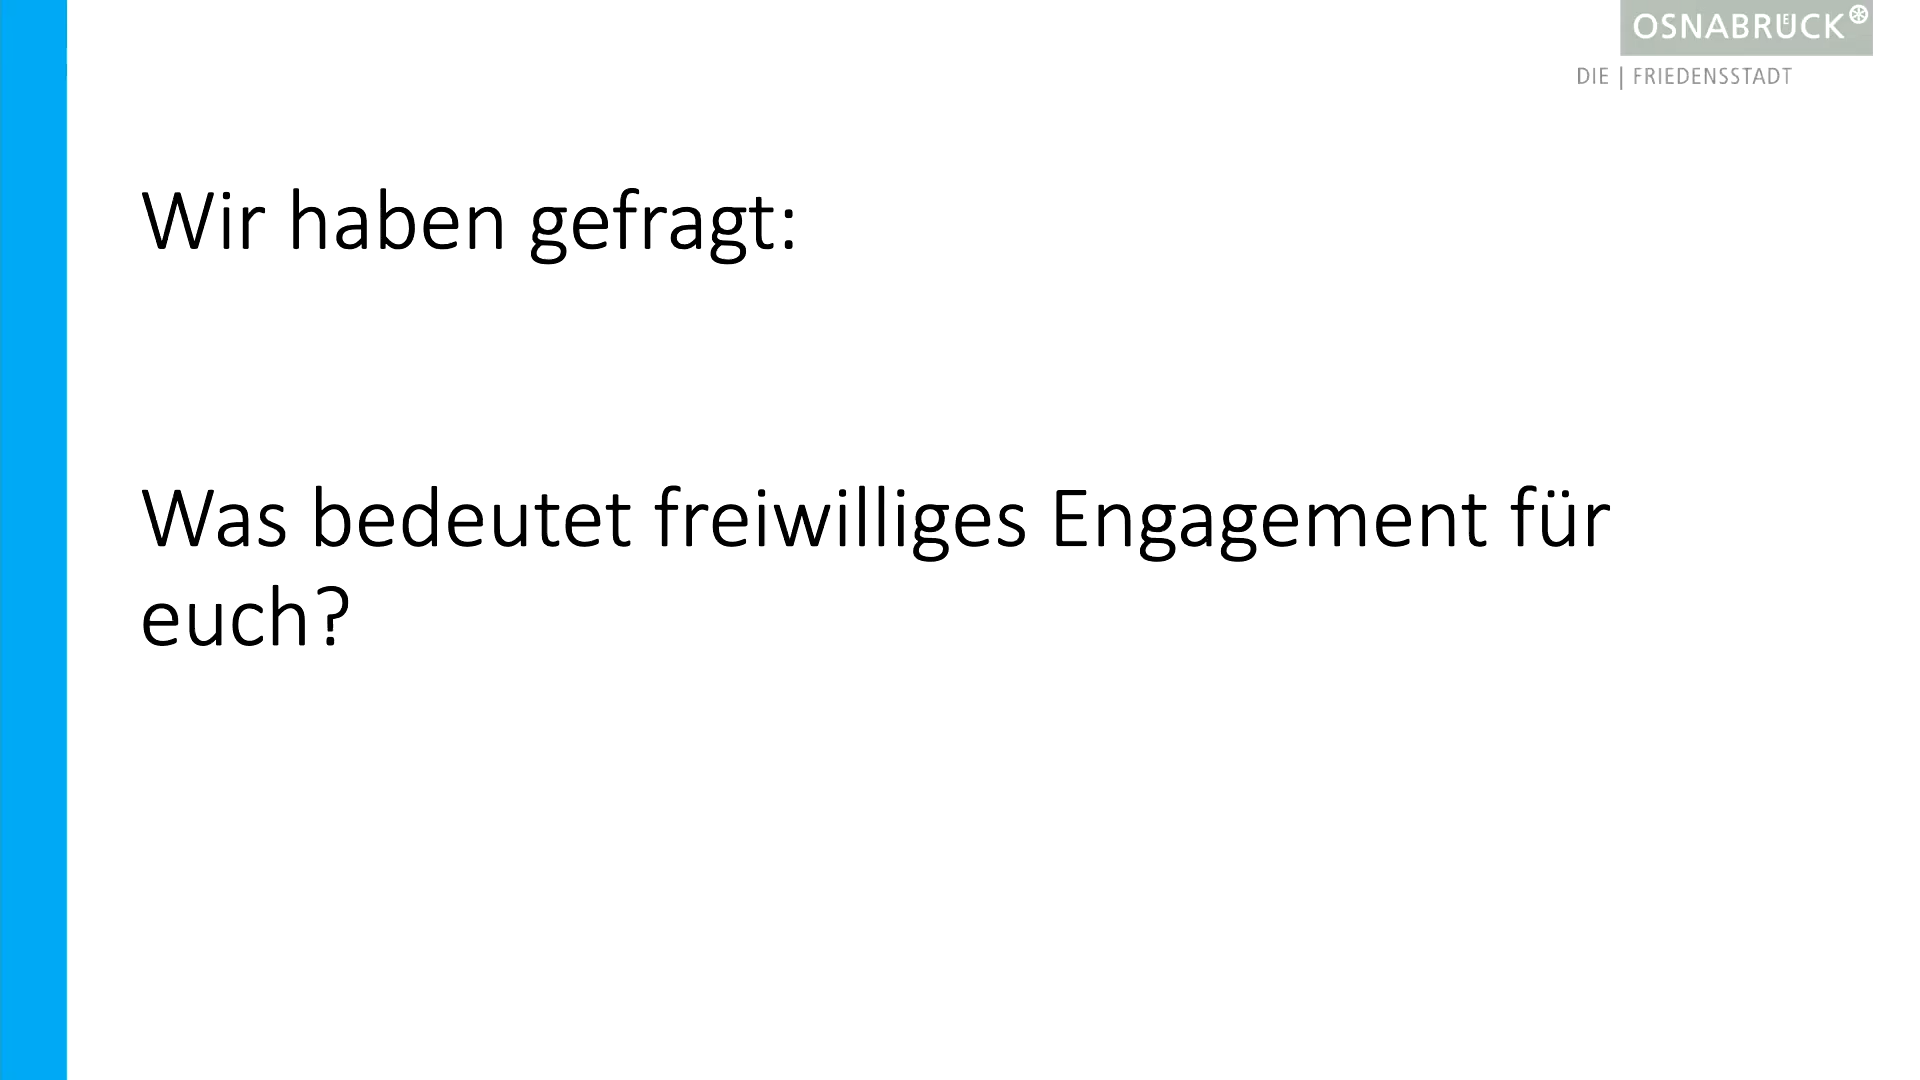 OSNABRÜCK
DIE | FRIEDENSSTADT
Wir haben gefragt:
Was bedeutet freiwilliges Engagement für
euch?